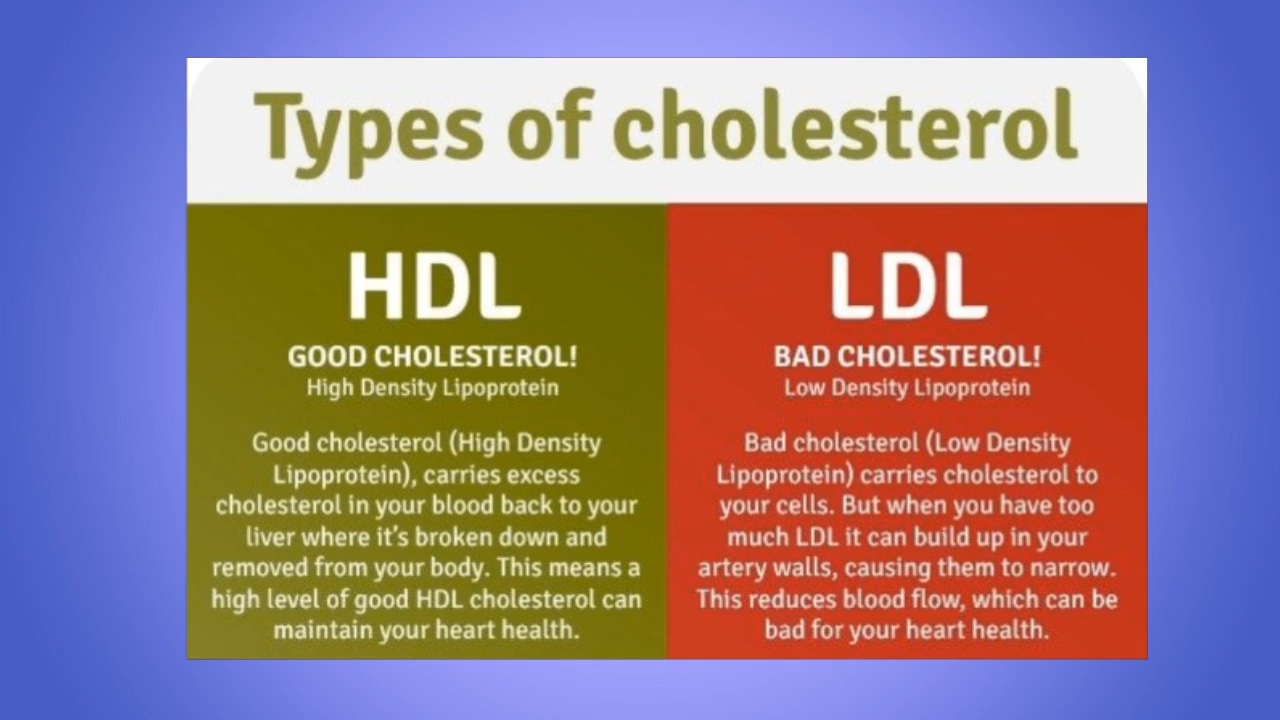 Types of cholesterol
HDL
GOOD CHOLESTEROL!
High Density Lipoprotein
Good cholesterol (High Density
Lipoprotein), carries excess
cholesterol in your blood back to your
liver where it's broken down and
removed from your body. This means a
high level of good HDL cholesterol can
maintain your heart health.
LDL
BAD CHOLESTEROL!
Low Density Lipoprotein
Bad cholesterol (Low Density
Lipoprotein) carries cholesterol to
your cells. But when you have too
much LDL it can build up in your
artery walls, causing them to narrow.
This reduces blood flow, which can be
bad for your heart health.